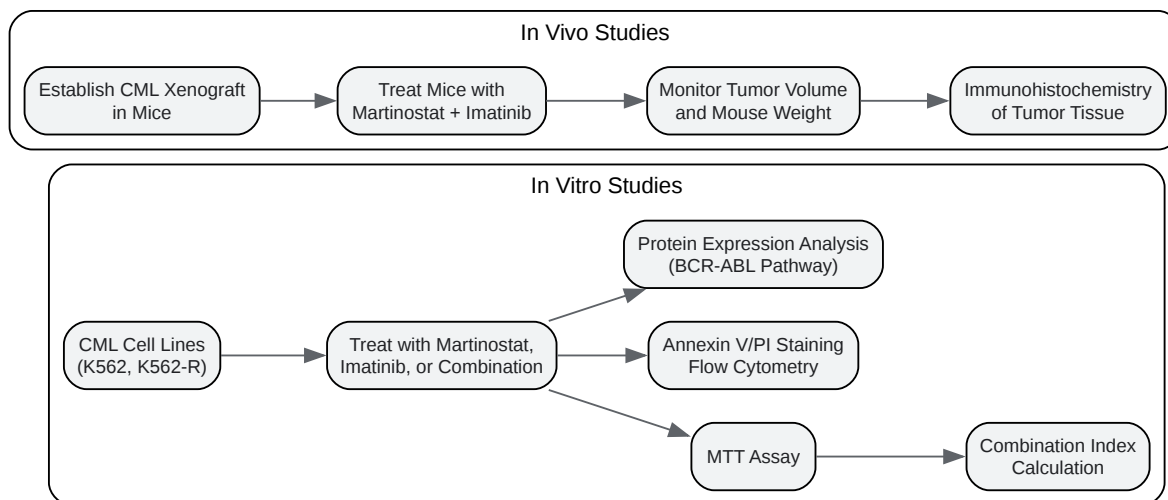 In Vivo Studies
Establish CML Xenograft
in Mice
Treat Mice with
Martinostat + Imatinib
Monitor Tumor Volume
and Mouse Weight
Immunohistochemistry
of Tumor Tissue
In Vitro Studies
CML Cell Lines
(K562, K562-R)
Treat with Martinostat,
Imatinib, or Combination
Protein Expression Analysis
(BCR-ABL Pathway)
Annexin V/PI Staining
Flow Cytometry
MTT Assay
Combination Index
Calculation